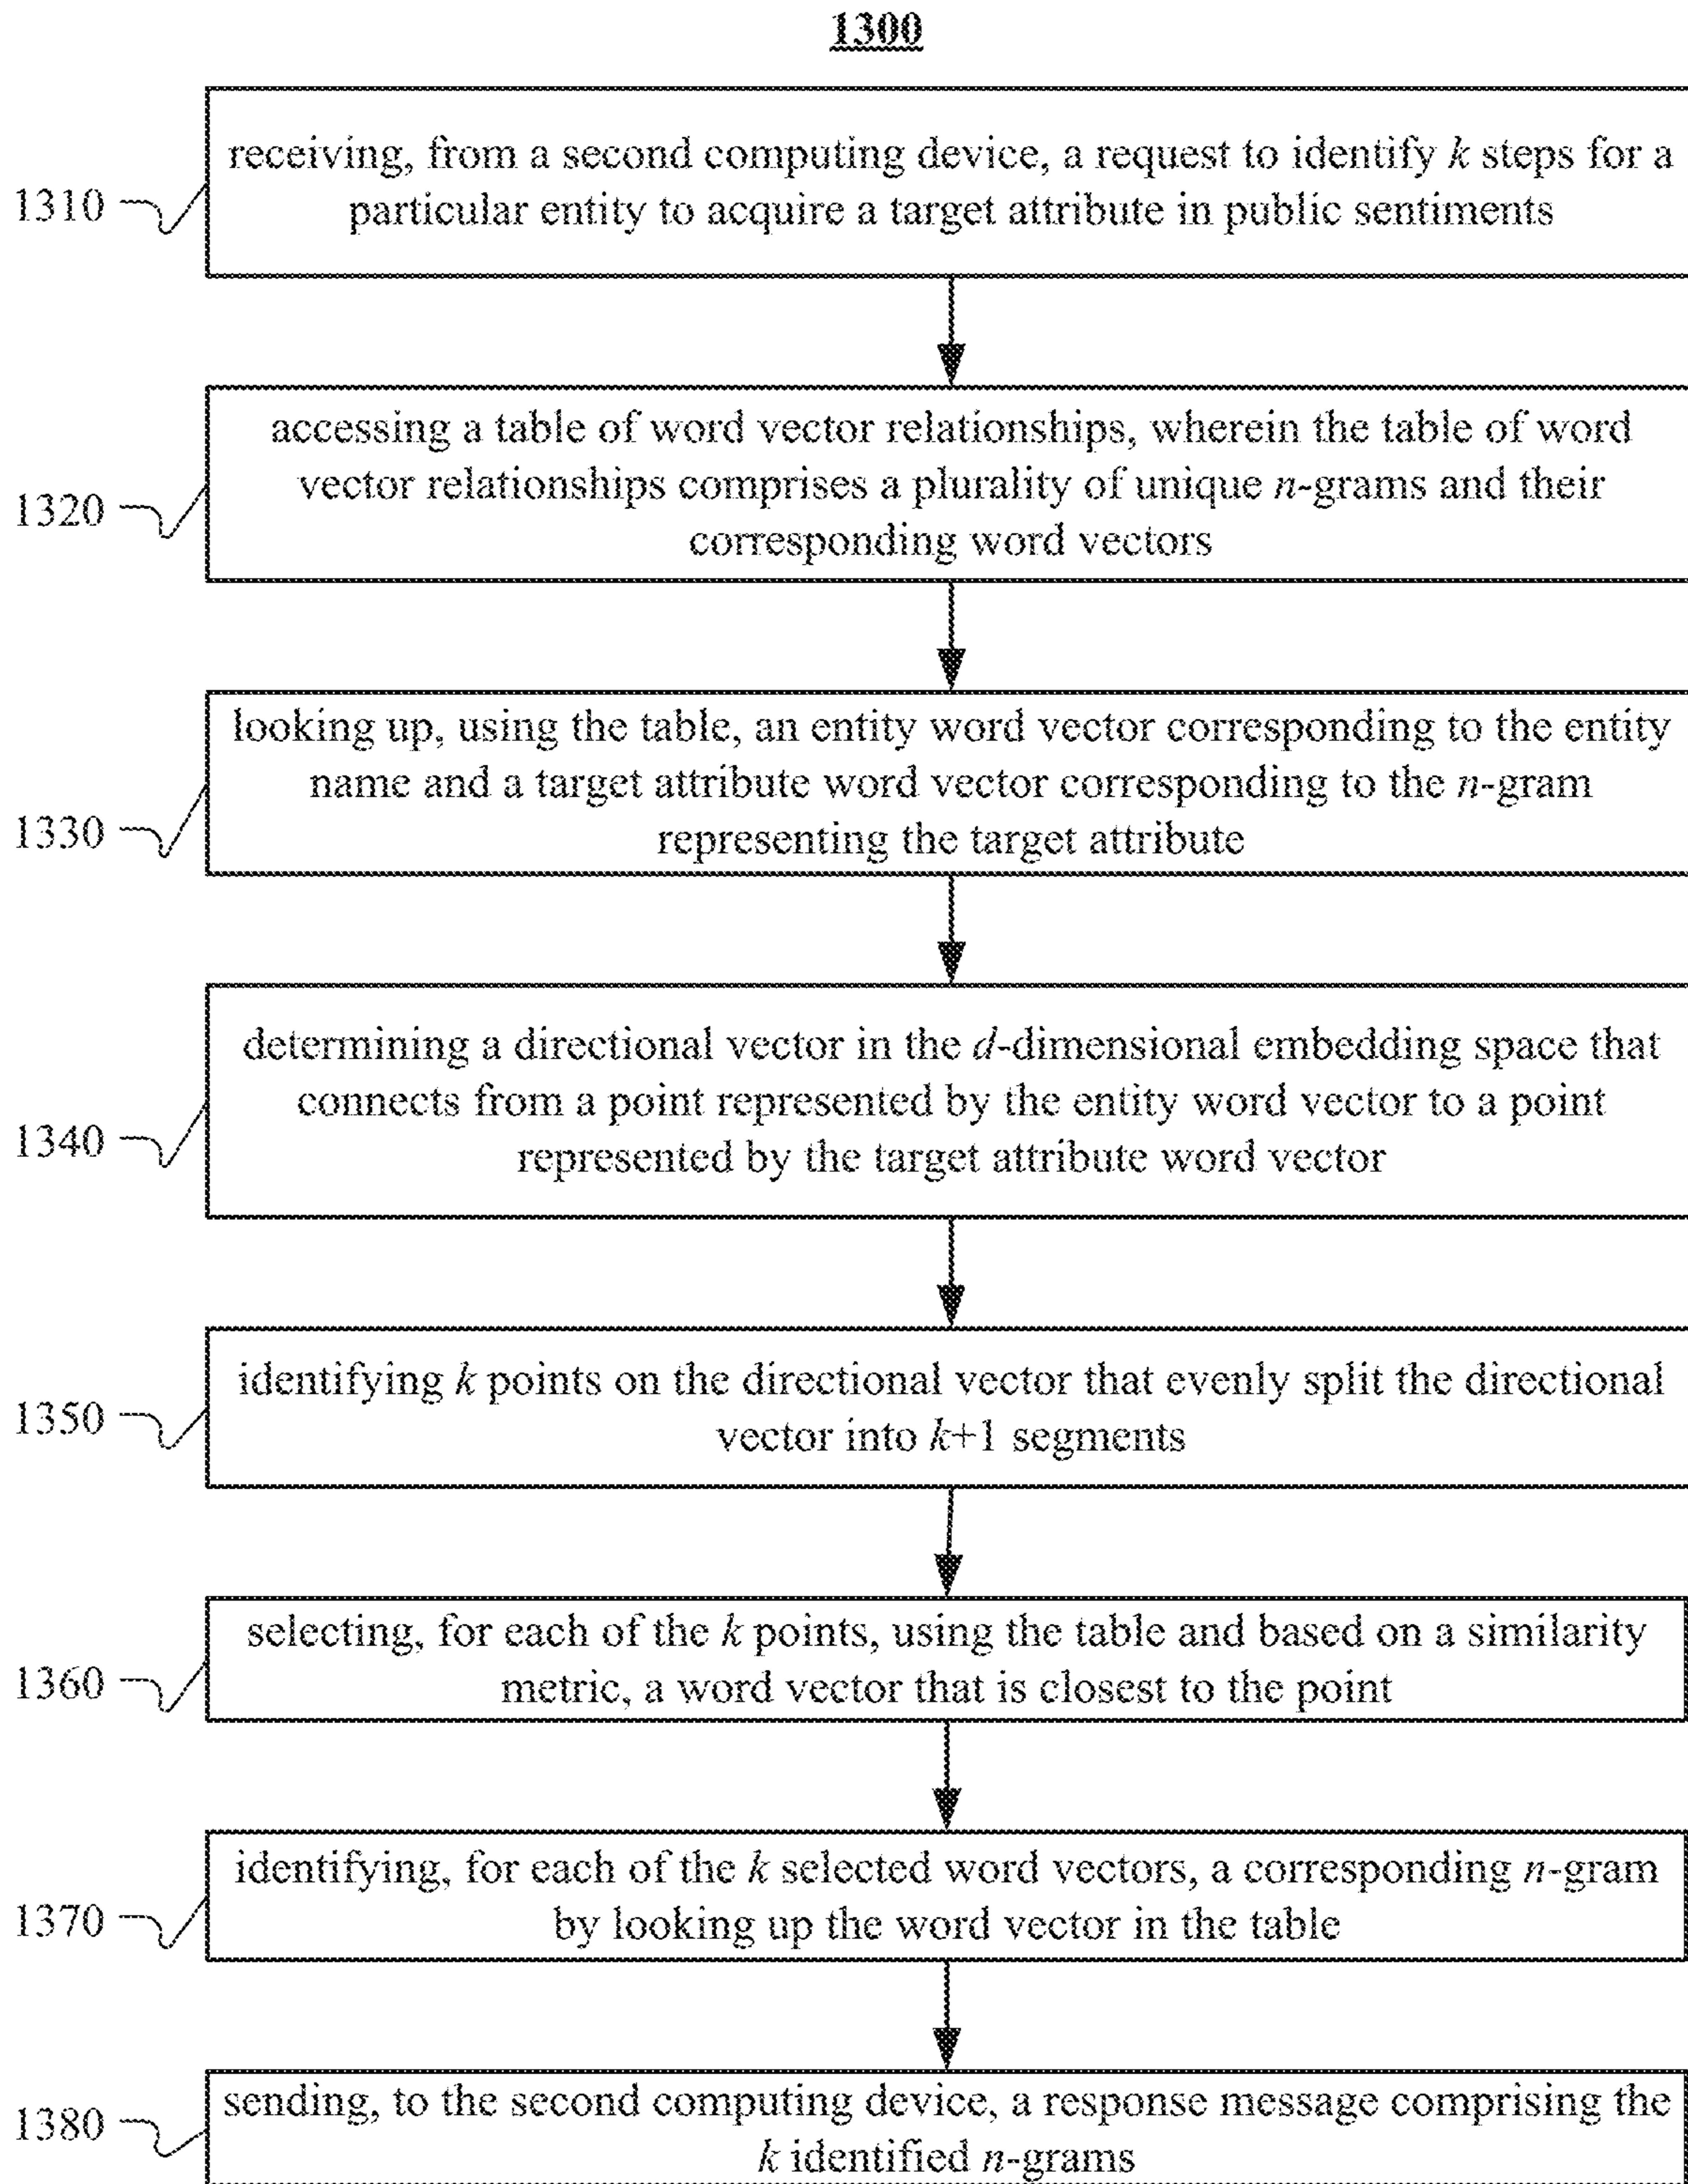 1300
receiving, from a second computing device, a request to identify k steps for a
particular entity to acquire a target attribute in public sentiments
1310
accessing a table of word vector relationships, wherein the table of word
vector relationships comprises a plurality of unique n-grams and their
corresponding word vectors
1320
looking up, using the table, an entity word vector corresponding to the entity
name and a target attribute word vector corresponding to the n-gram
representing the target attribute
1330
determining a directional vector in the d-dimensional embedding space that
connects from a point represented by the entity word vector to a point
represented by the target attribute word vector
1340
identifying k points on the directional vector that evenly split the directional
vector into k+1 segments
1350
selecting, for each of the k points, using the table and based on a similarity
metric, a word vector that is closest to the point
1360
identifying, for each of the k selected word vectors, a corresponding n-gram
by looking up the word vector in the table
1370
sending, to the second computing device, a response message comprising the
k identified n-grams
1380